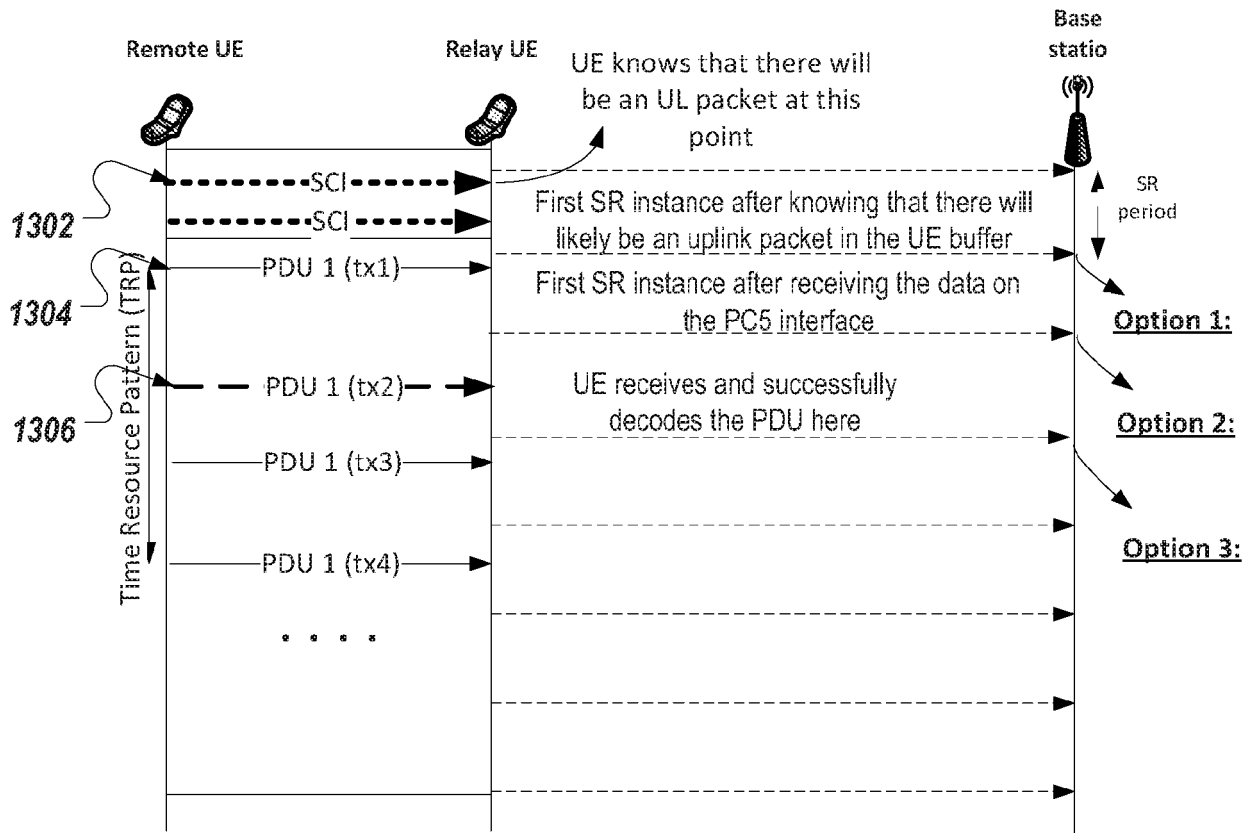 Remote UE
Relay UE
Base
statio
UE knows that there will
be an UL packet at this
point
SCI
SCI
1302
SR
period
First SR instance after knowing that there will
likely be an uplink packet in the UE buffer
PDU 1 (tx1)
1304
First SR instance after receiving the data on
the PC5 interface
Option 1:
Time Resource Pattern (TRP)
PDU 1 (tx2)
1306
UE receives and successfully
decodes the PDU here
Option 2:
PDU 1 (tx3)
Option 3:
PDU 1 (tx4)
. . . .